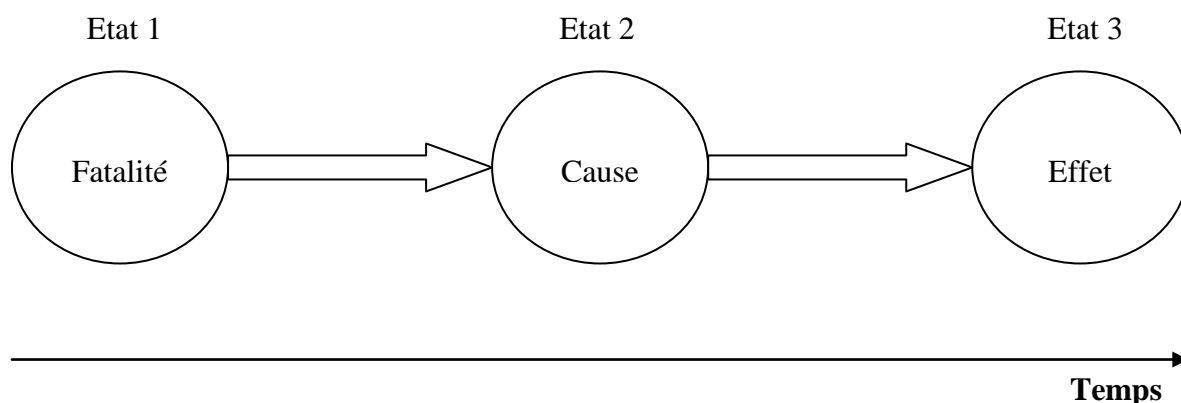 Etat 1 Etat 2 Etat 3
Fatalité Cause Effet
Temps